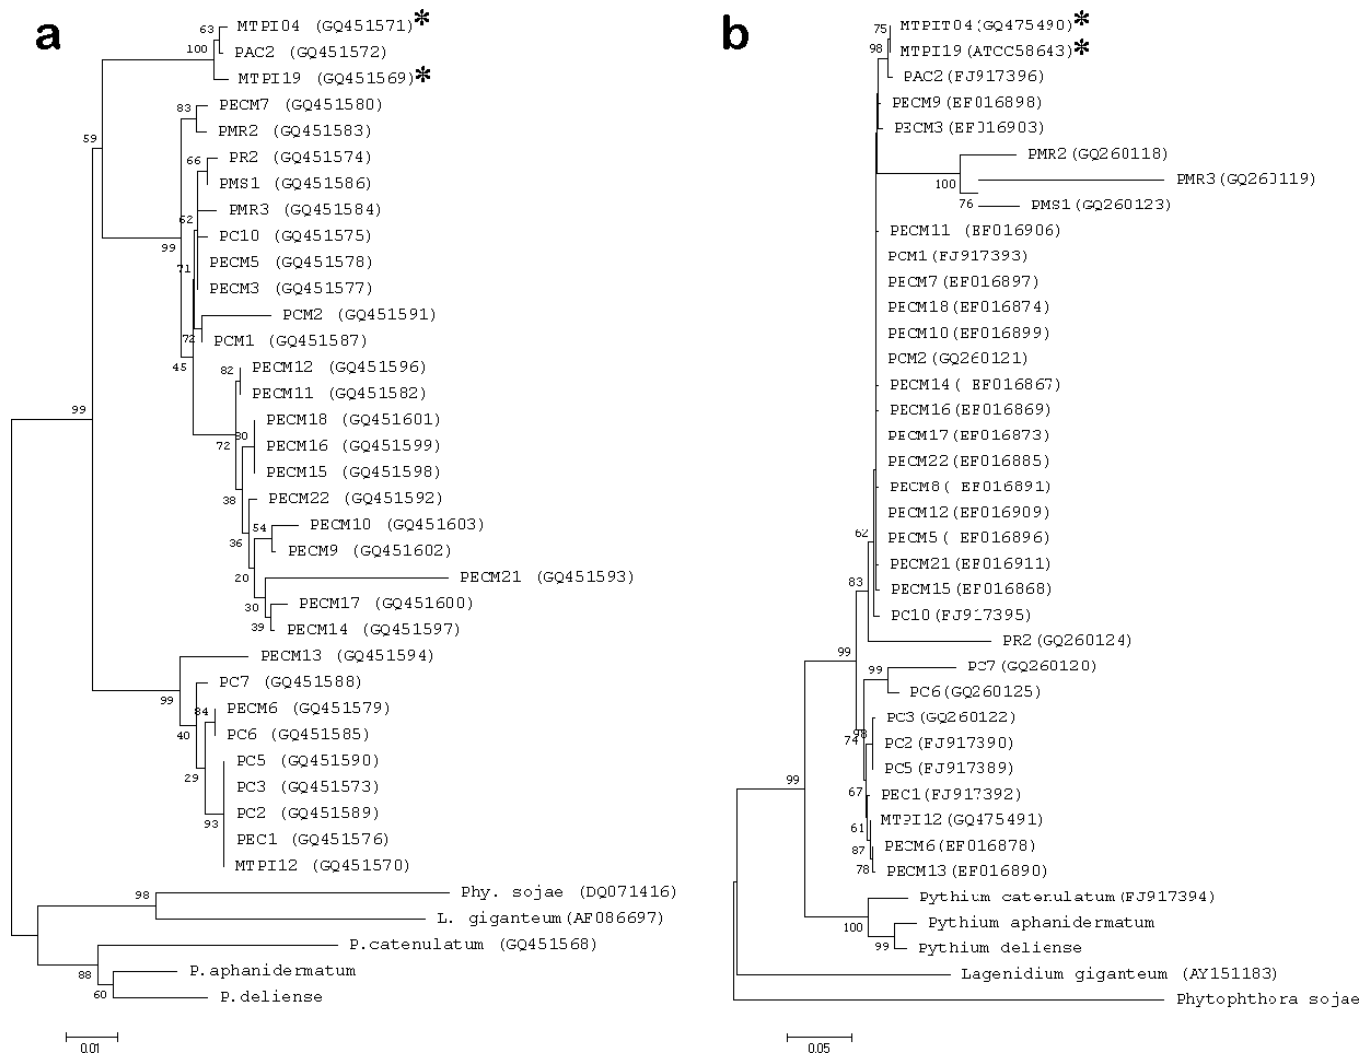 a
63
MTPI04 (GQ451571)*
100
PAC2 (GQ451572)
MTPI19 (GQ451569)*
83
PECM7 (GQ451580)
PMR2 (GQ451583)
59
66
PR2 (GQ451574)
PMS1 (GQ451586)
62
PMR3 (GQ451584)
99
PC10 (GQ451575)
71
PECM5 (GQ451578)
PECM3 (GQ451577)
PCM2 (GQ451591)
72
PCM1 (GQ451587)
45
82
PECM12 (GQ451596)
PECM11 (GQ451582)
99
PECM18 (GQ451601)
72
80
PECM16 (GQ451599)
PECM15 (GQ451598)
38
PECM22 (GQ451592)
54
PECM10 (GQ451603)
36
PECM9 (GQ451602)
20
PECM21 (GQ451593)
30
PECM17 (GQ451600)
39
PECM14 (GQ451597)
PECM13 (GQ451594)
99
PC7 (GQ451588)
84
PECM6 (GQ451579)
40
PC6 (GQ451585)
29
PC5 (GQ451590)
PC3 (GQ451573)
93
PC2 (GQ451589)
PEC1 (GQ451576)
MTPI12 (GQ451570)
98
Phy. sojae (DQ071416)
L. giganteum (AF086697)
P.catenulatum (GQ451568)
88
P.aphanidermatum
60
P.deliense
0.01
b
75
MTPIT04 (GQ475490)*
98
MTPI19 (ATCC58643)*
PAC2 (FJ917396)
PECM9 (EF016898)
PECM3 (EF016903)
PMR2 (GQ260118)
100
PMR3 (GQ260119)
76
PMS1 (GQ260123)
PECM11 (EF016906)
PCM1 (FJ917393)
PECM7 (EF016897)
PECM18 (EF016874)
PECM10 (EF016899)
PCM2 (GQ260121)
PECM14 ( EF016867)
PECM16 (EF016869)
PECM17 (EF016873)
PECM22 (EF016885)
PECM8 ( EF016891)
PECM12 (EF016909)
62
PECM5 ( EF016896)
PECM21 (EF016911)
83
PECM15 (EF016868)
PC10 (FJ917395)
PR2 (GQ260124)
99
99
PC7 (GQ260120)
PC6 (GQ260125)
PC3 (GQ260122)
74
98
PC2 (FJ917390)
PC5 (FJ917389)
99
67
PEC1 (FJ917392)
61
MTPI12 (GQ475491)
87
PECM6 (EF016878)
78
PECM13 (EF016890)
Pythium catenulatum (FJ917394)
100
Pythium aphanidermatum
99
Pythium deliense
Lagenidium giganteum (AY151183)
Phytophthora sojae
0.05